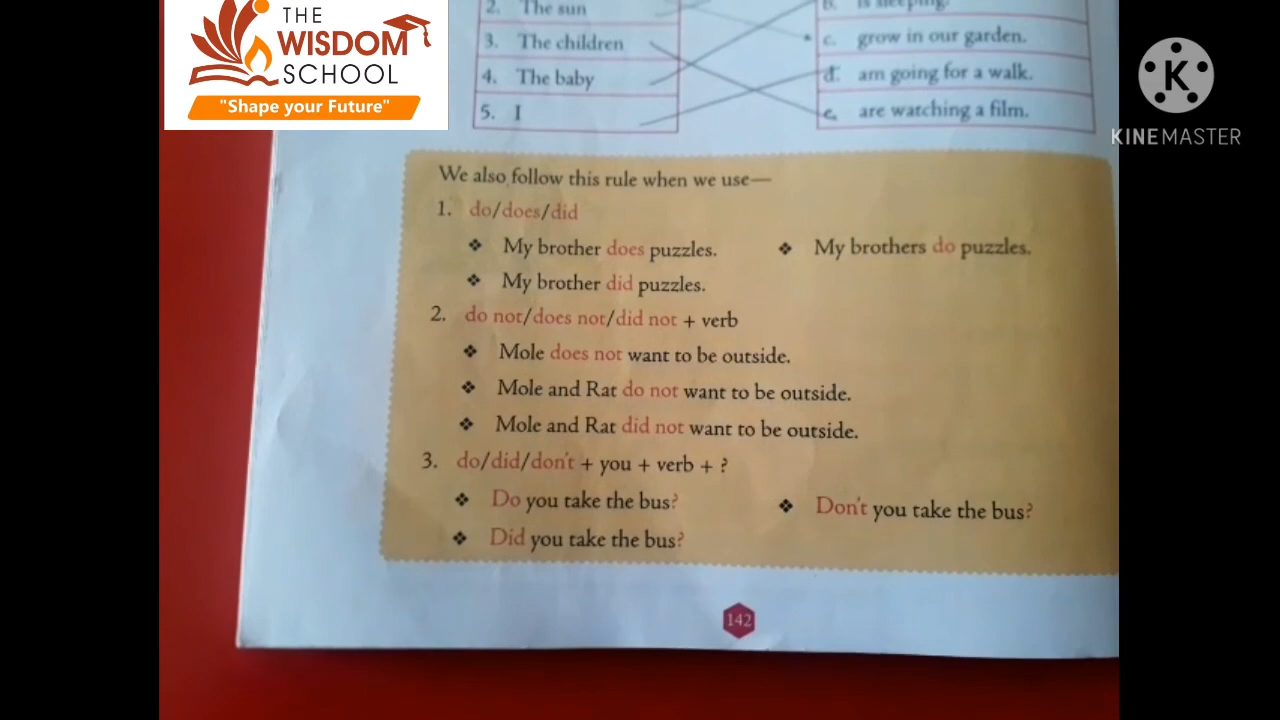 THE
WISDOM
SCHOOL
"Shape your Future"
K
KINEMASTER
2. The sun
3. The children
4. The baby
5. I
b. is sleeping.
c. grow in our garden.
d. am going for a walk.
e. are watching a film.
We also follow this rule when we use—
1. do/does/did
❖ My brother does puzzles. ❖ My brothers do puzzles.
❖ My brother did puzzles.
2. do not/does not/did not + verb
❖ Mole does not want to be outside.
❖ Mole and Rat do not want to be outside.
❖ Mole and Rat did not want to be outside.
3. do/did/don't + you + verb + ?
❖ Do you take the bus? ❖ Don't you take the bus?
❖ Did you take the bus?
142